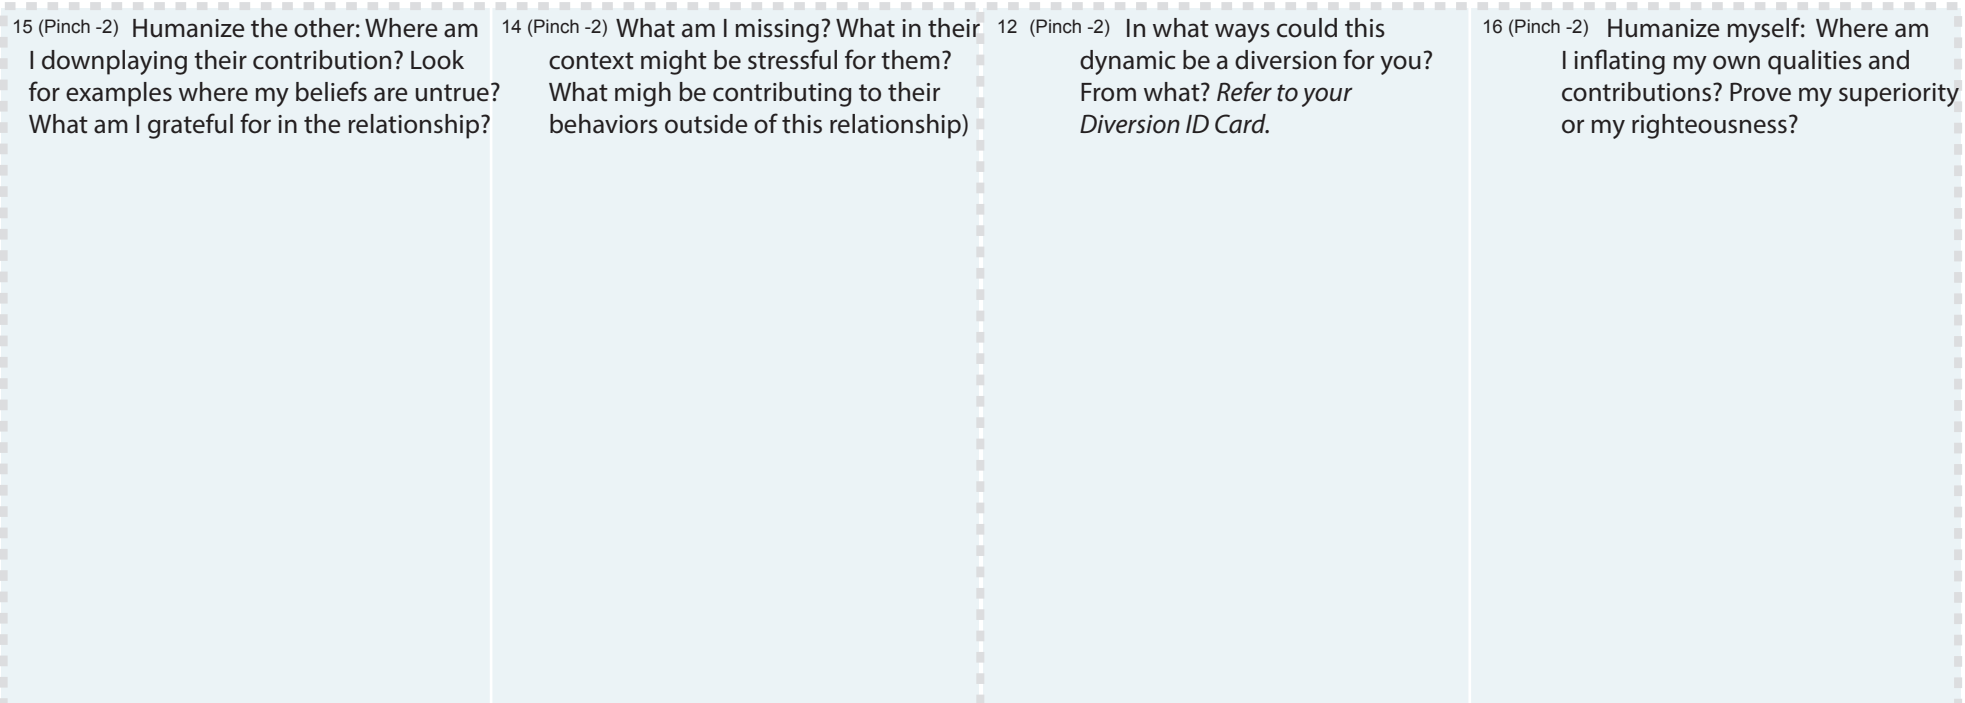 15 (Pinch -2) Humanize the other: Where am
I downplaying their contribution? Look
for examples where my beliefs are untrue?
What am I grateful for in the relationship?
14 (Pinch -2) What am I missing? What in their
context might be stressful for them?
What migh be contributing to their
behaviors outside of this relationship)
12 (Pinch -2) In what ways could this
dynamic be a diversion for you?
From what? Refer to your
Diversion ID Card.
16 (Pinch -2) Humanize myself: Where am
I inflating my own qualities and
contributions? Prove my superiority
or my righteousness?